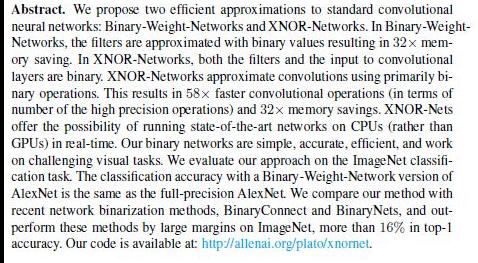 Abstract. We propose two efficient approximations to standard convolutional
neural networks: Binary-Weight-Networks and XNOR-Networks. In Binary-Weight-
Networks, the filters are approximated with binary values resulting in 32× mem-
ory saving. In XNOR-Networks, both the filters and the input to convolutional
layers are binary. XNOR-Networks approximate convolutions using primarily bi-
nary operations. This results in 58× faster convolutional operations (in terms of
number of the high precision operations) and 32× memory savings. XNOR-Nets
offer the possibility of running state-of-the-art networks on CPUs (rather than
GPUs) in real-time. Our binary networks are simple, accurate, efficient, and work
on challenging visual tasks. We evaluate our approach on the ImageNet classifi-
cation task. The classification accuracy with a Binary-Weight-Network version of
AlexNet is the same as the full-precision AlexNet. We compare our method with
recent network binarization methods, BinaryConnect and BinaryNets, and out-
perform these methods by large margins on ImageNet, more than 16% in top-1
accuracy. Our code is available at: http://allenai.org/plato/xnornet.